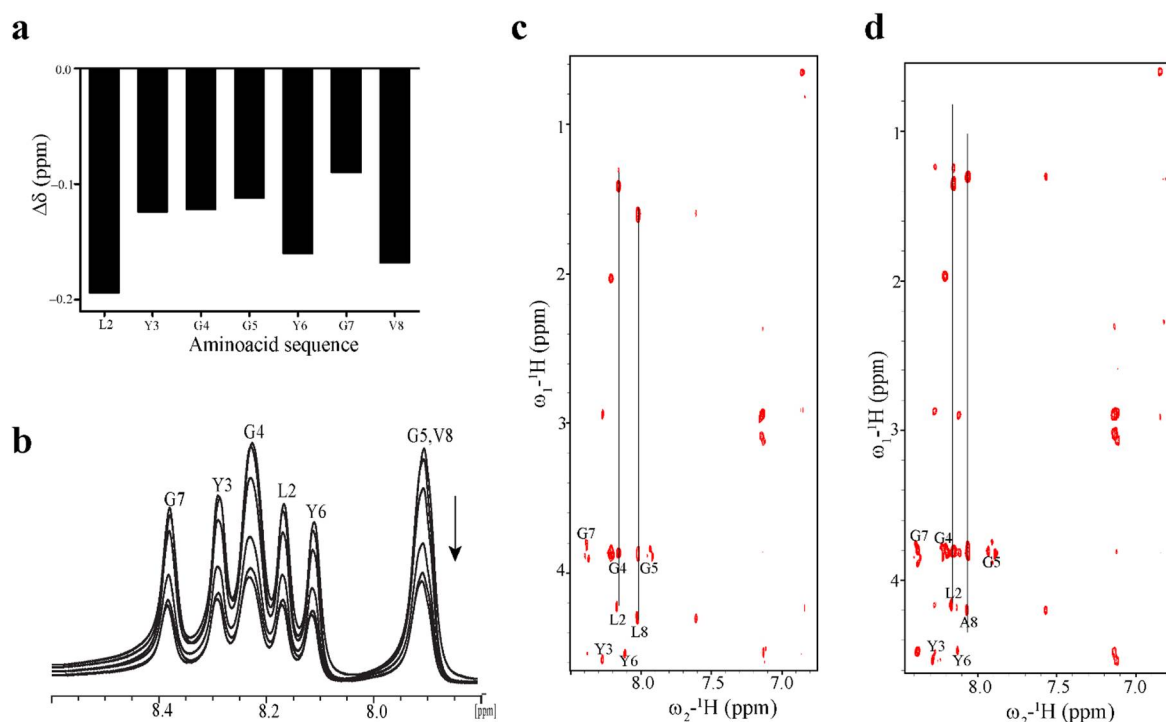 a
0.0
−0.1
−0.2
Δδ (ppm)
L2 Y3 G4 G5 Y6 G7 V8
Aminoacid sequence
b
G7
Y3
G4
L2
Y6
G5,V8
8.4 8.2 8.0 [ppm]
c
1
2
3
4
ω1-1H (ppm)
G7
G4
G5
L2
L8
Y3
Y6
8.0 7.5 7.0
ω2-1H (ppm)
d
1
2
3
4
ω1-1H (ppm)
G7
G4
G5
L2
A8
Y3
Y6
8.0 7.5 7.0
ω2-1H (ppm)